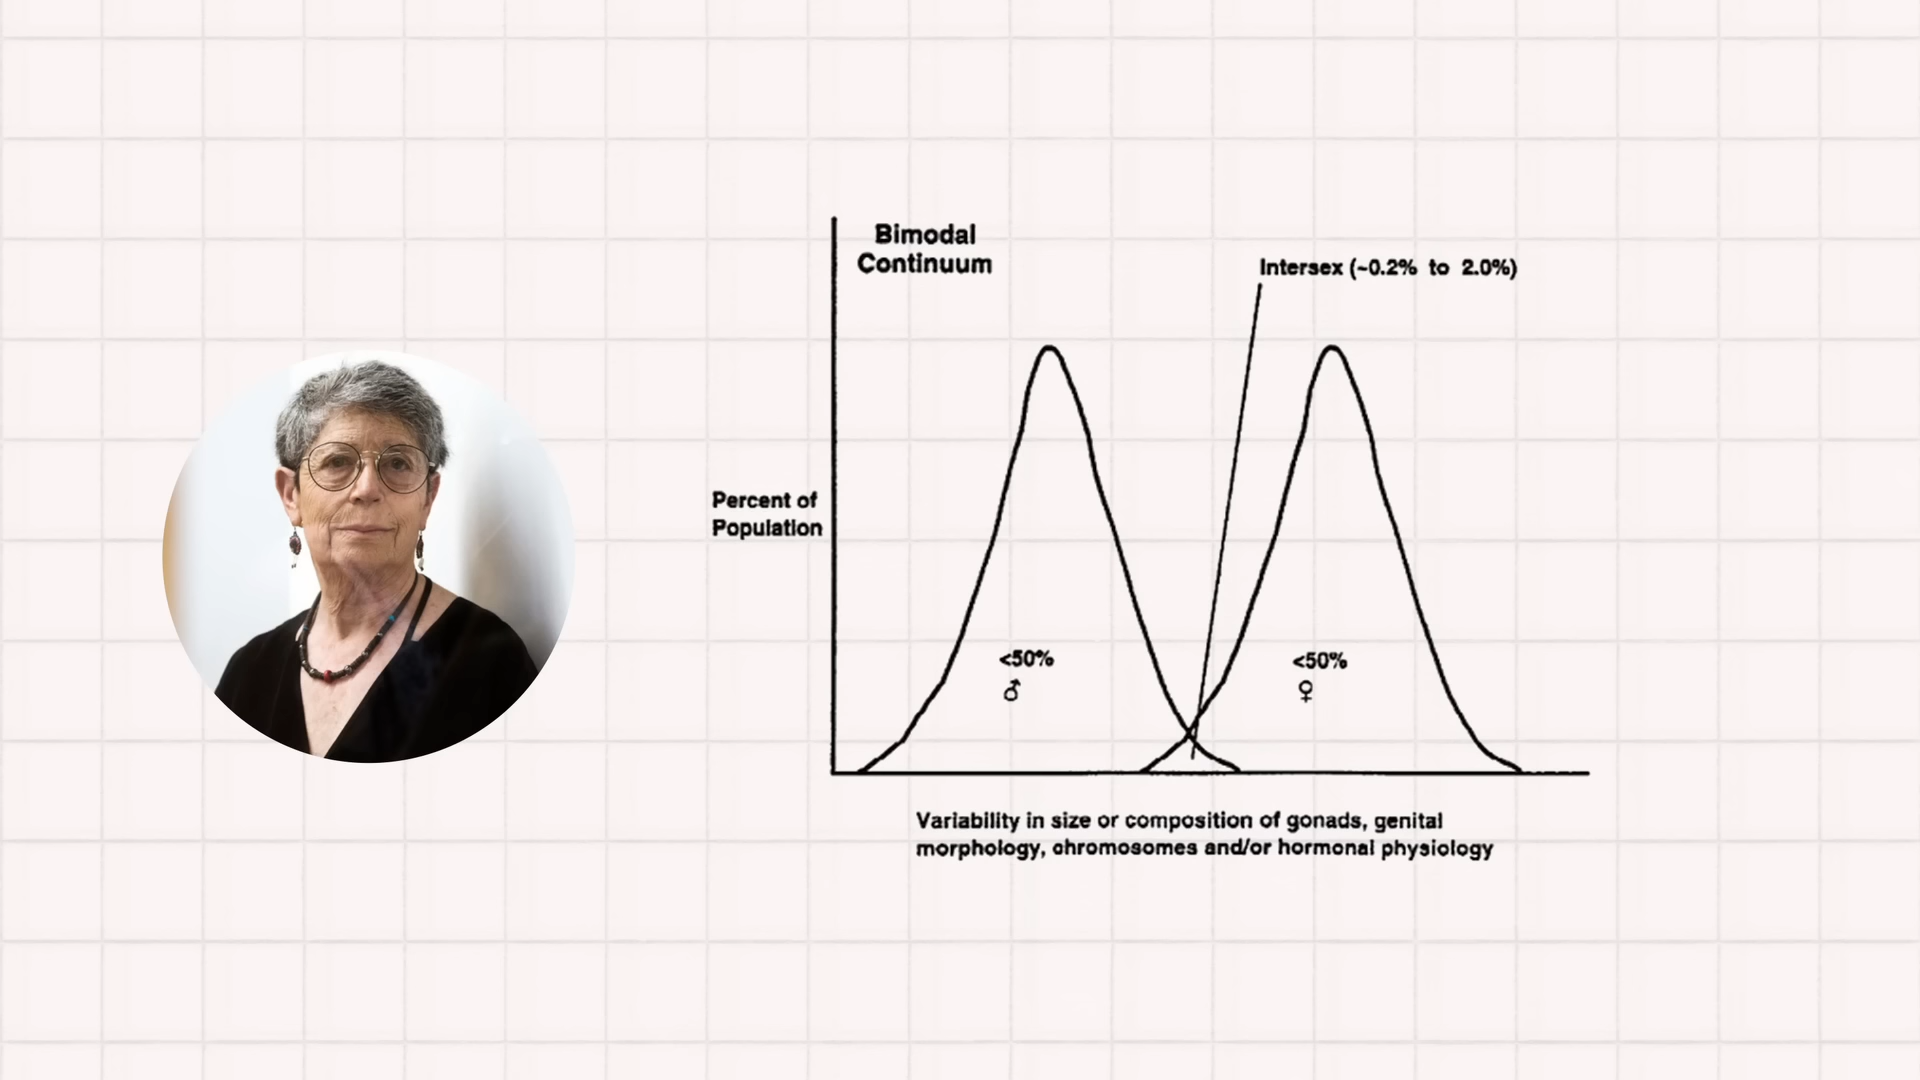 Bimodal
Continuum
Intersex (~0.2% to 2.0%)
Percent of
Population
<50%
♂
<50%
♀
Variability in size or composition of gonads, genital
morphology, chromosomes and/or hormonal physiology